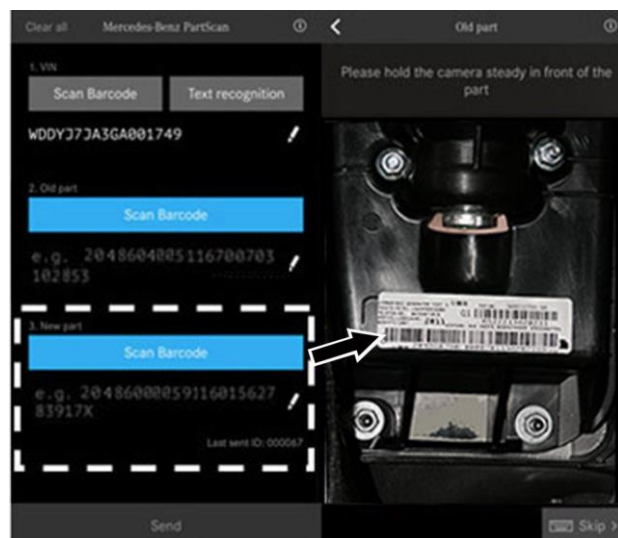 Clear all Mercedes-Benz PartScan
Old part
Please hold the camera steady in front of the
part
1. VIN
Scan Barcode Text recognition
WDDYJ7JA3GA001749
2. Old part
Scan Barcode
e.g. 2048604005116700703
102853
3. New part
Scan Barcode
e.g. 2048600059116015627
83917X
Last sent ID: 000067
Send
2011
Skip >